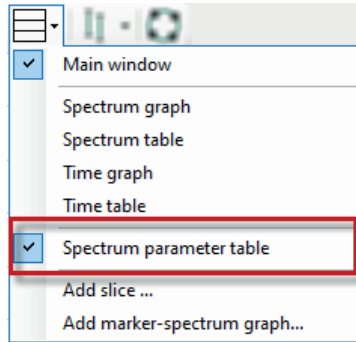 Main window
Spectrum graph
Spectrum table
Time graph
Time table
Spectrum parameter table
Add slice ...
Add marker-spectrum graph...